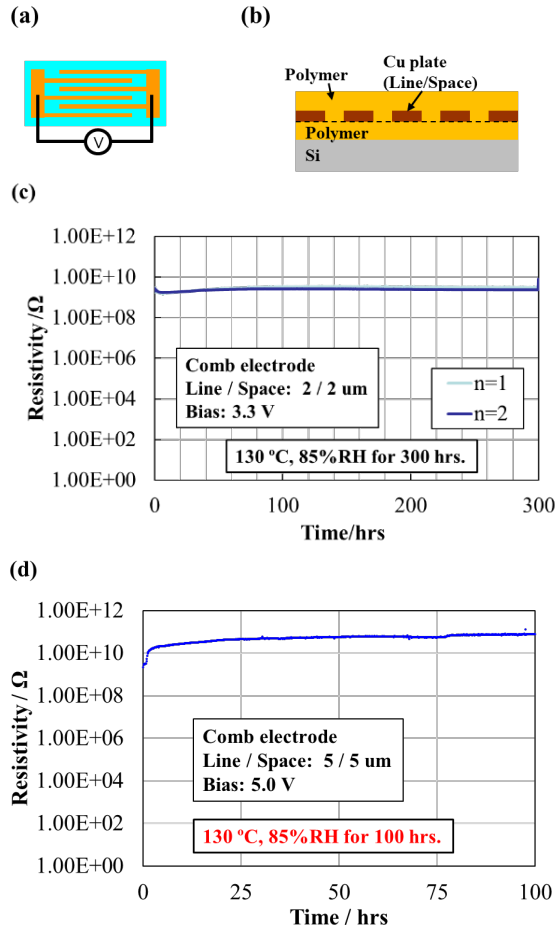 (a)
(b)
V
Polymer
Cu plate
(Line/Space)
Polymer
Si
(c)
Resistivity /Ω
1.00E+12
1.00E+10
1.00E+08
1.00E+06
1.00E+04
1.00E+02
1.00E+00
Comb electrode
Line / Space:  2 / 2 um
Bias: 3.3 V
n=1
n=2
130 ºC, 85%RH for 300 hrs.
0
100
200
300
Time/hrs
(d)
Resistivity / Ω
1.00E+12
1.00E+10
1.00E+08
1.00E+06
1.00E+04
1.00E+02
1.00E+00
Comb electrode
Line / Space:  5 / 5 um
Bias: 5.0 V
130 ºC, 85%RH for 100 hrs.
0
25
50
75
100
Time / hrs